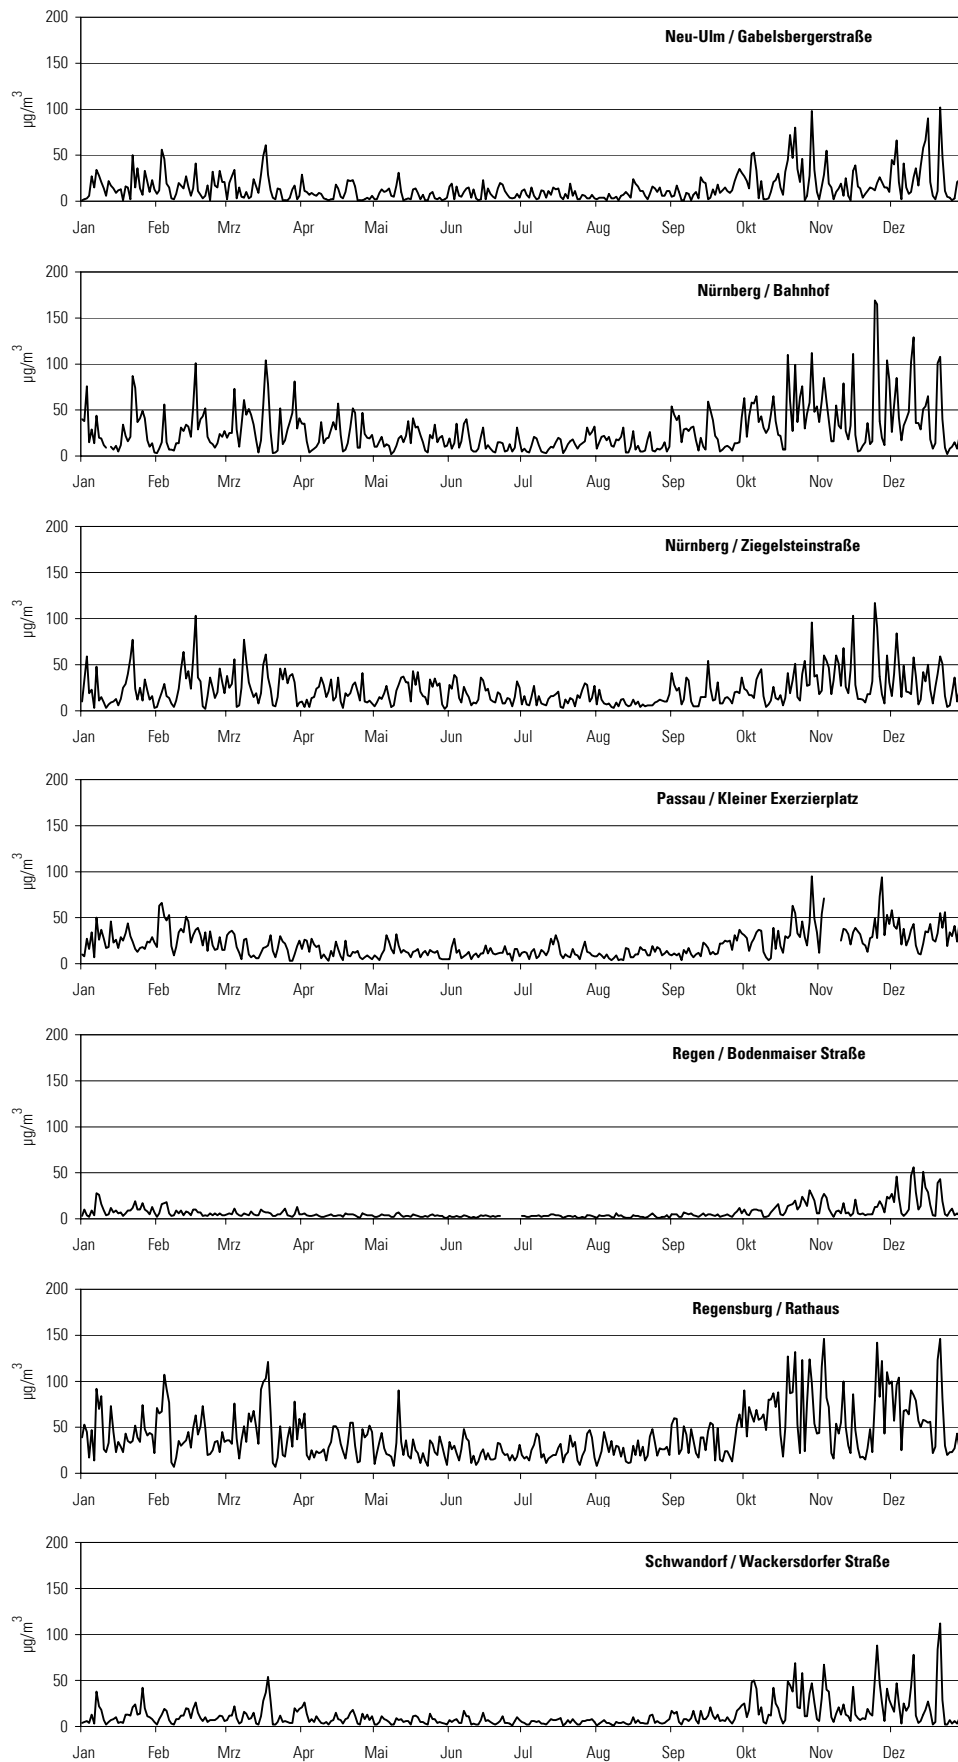 Neu-Ulm / Gabelsbergerstraße
200
150
100
50
0
µg/m³
Jan Feb Mrz Apr Mai Jun Jul Aug Sep Okt Nov Dez
Nürnberg / Bahnhof
200
150
100
50
0
µg/m³
Jan Feb Mrz Apr Mai Jun Jul Aug Sep Okt Nov Dez
Nürnberg / Ziegelsteinstraße
200
150
100
50
0
µg/m³
Jan Feb Mrz Apr Mai Jun Jul Aug Sep Okt Nov Dez
Passau / Kleiner Exerzierplatz
200
150
100
50
0
µg/m³
Jan Feb Mrz Apr Mai Jun Jul Aug Sep Okt Nov Dez
Regen / Bodenmaiser Straße
200
150
100
50
0
µg/m³
Jan Feb Mrz Apr Mai Jun Jul Aug Sep Okt Nov Dez
Regensburg / Rathaus
200
150
100
50
0
µg/m³
Jan Feb Mrz Apr Mai Jun Jul Aug Sep Okt Nov Dez
Schwandorf / Wackersdorfer Straße
200
150
100
50
0
µg/m³
Jan Feb Mrz Apr Mai Jun Jul Aug Sep Okt Nov Dez